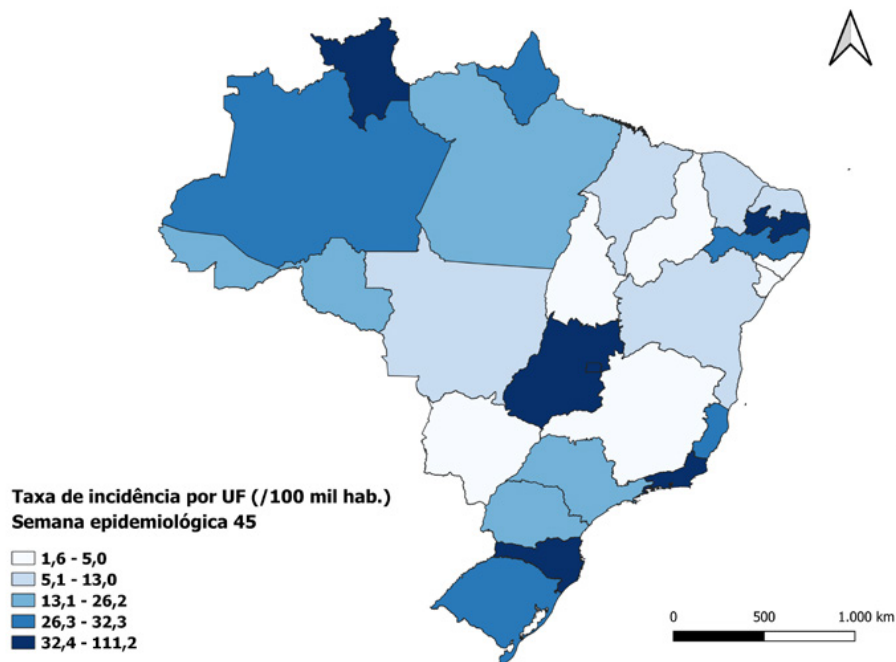 Taxa de incidência por UF (/100 mil hab.)
Semana epidemiológica 45
1,6 - 5,0
5,1 - 13,0
13,1 - 26,2
26,3 - 32,3
32,4 - 111,2
0 500 1.000 km